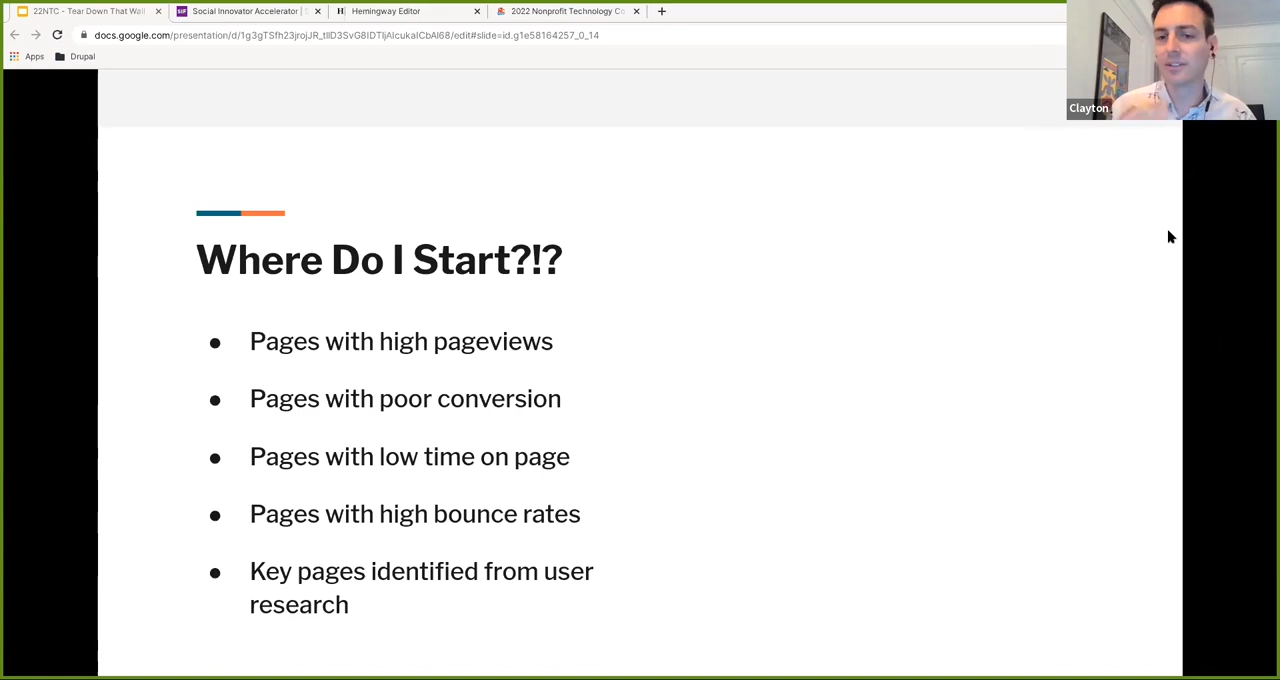 22NTC - Tear Down That Wall
SIF Social Innovator Accelerator | S
H Hemingway Editor
2022 Nonprofit Technology Co
docs.google.com/presentation/d/1g3gTSfh23jrojJR_tllD3SvG8IDTIjAIcukaICbAl68/edit#slide=id.g1e58164257_0_14
Apps
Drupal
Clayton
Where Do I Start?!?
● Pages with high pageviews
● Pages with poor conversion
● Pages with low time on page
● Pages with high bounce rates
● Key pages identified from user
research